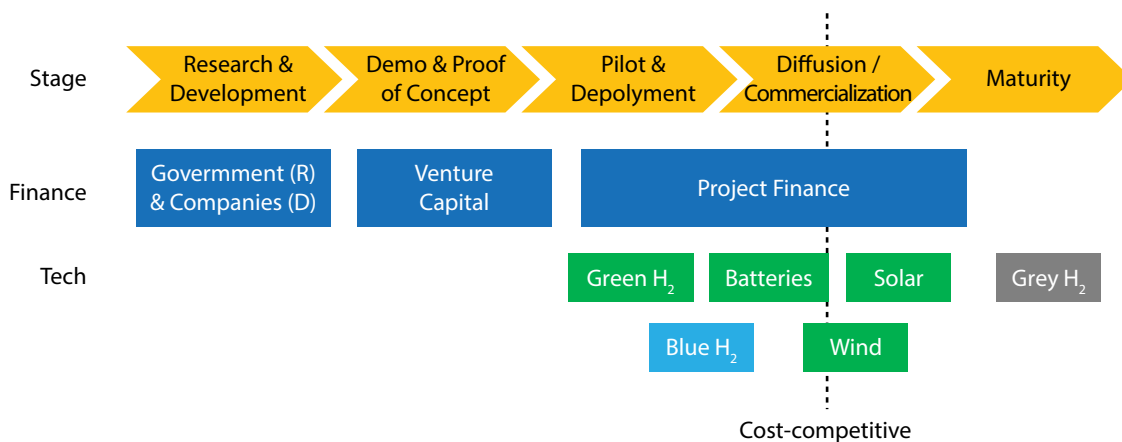 Stage
Research &
Development
Demo & Proof
of Concept
Pilot &
Depolyment
Diffusion /
Commercialization
Maturity
Finance
Govermment (R)
& Companies (D)
Venture
Capital
Project Finance
Tech
Green H₂
Batteries
Solar
Grey H₂
Blue H₂
Wind
Cost-competitive